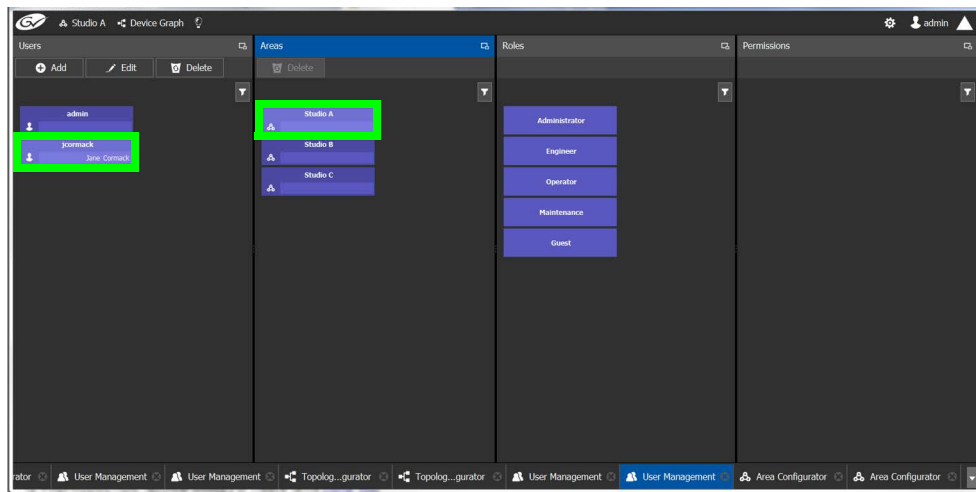 GV Studio A Device Graph admin
Users Areas Roles Permissions
Add Edit Delete Delete
admin Studio A Administrator
jcormack Studio B Engineer
Jane Cormack
Studio C Operator
Maintenance
Guest
rator User Management User Management Topolog...gurator Topolog...gurator User Management User Management Area Configurator Area Configurator